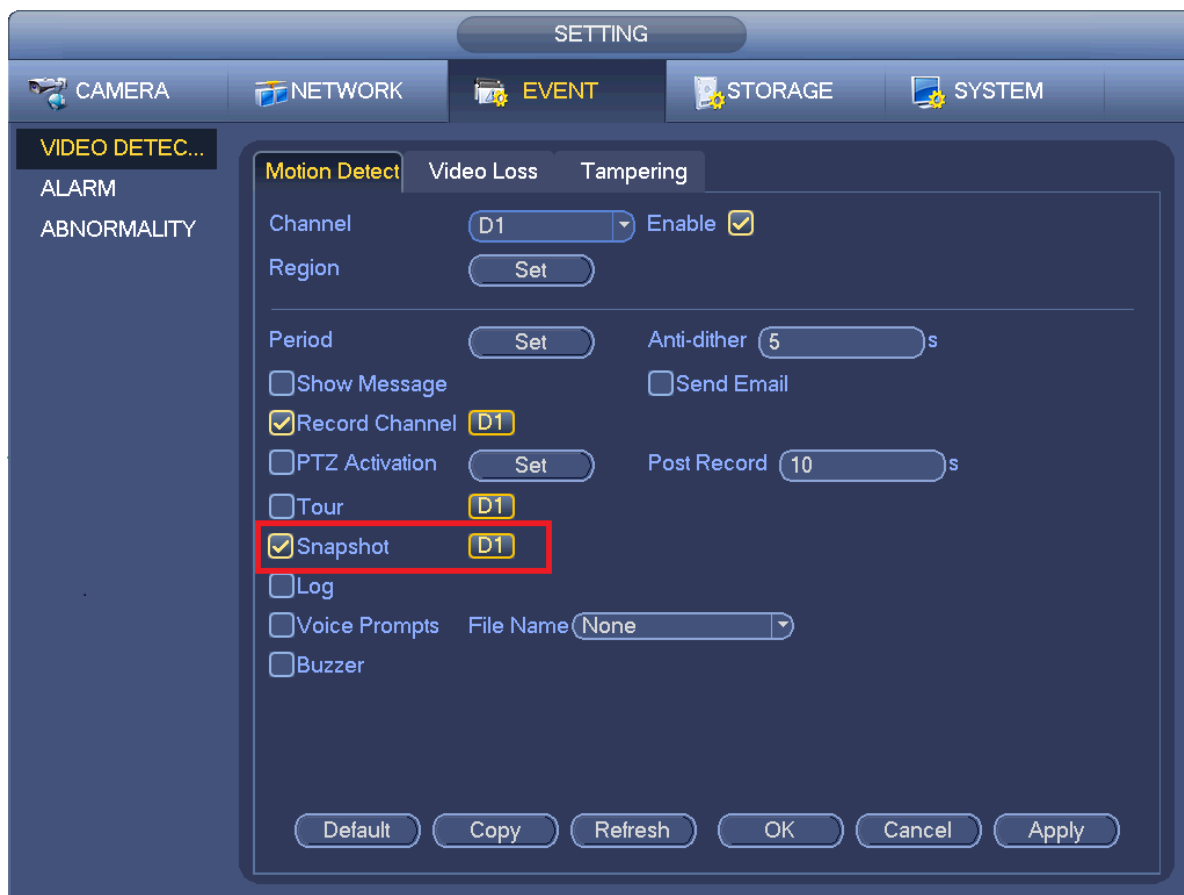 SETTING
CAMERA NETWORK EVENT STORAGE SYSTEM
VIDEO DETEC...
ALARM
ABNORMALITY
Motion Detect Video Loss Tampering
Channel D1 Enable
Region Set
Period Set Anti-dither 5 s
Show Message Send Email
Record Channel D1
PTZ Activation Set Post Record 10 s
Tour D1
Snapshot D1
Log
Voice Prompts File Name None
Buzzer
Default Copy Refresh OK Cancel Apply